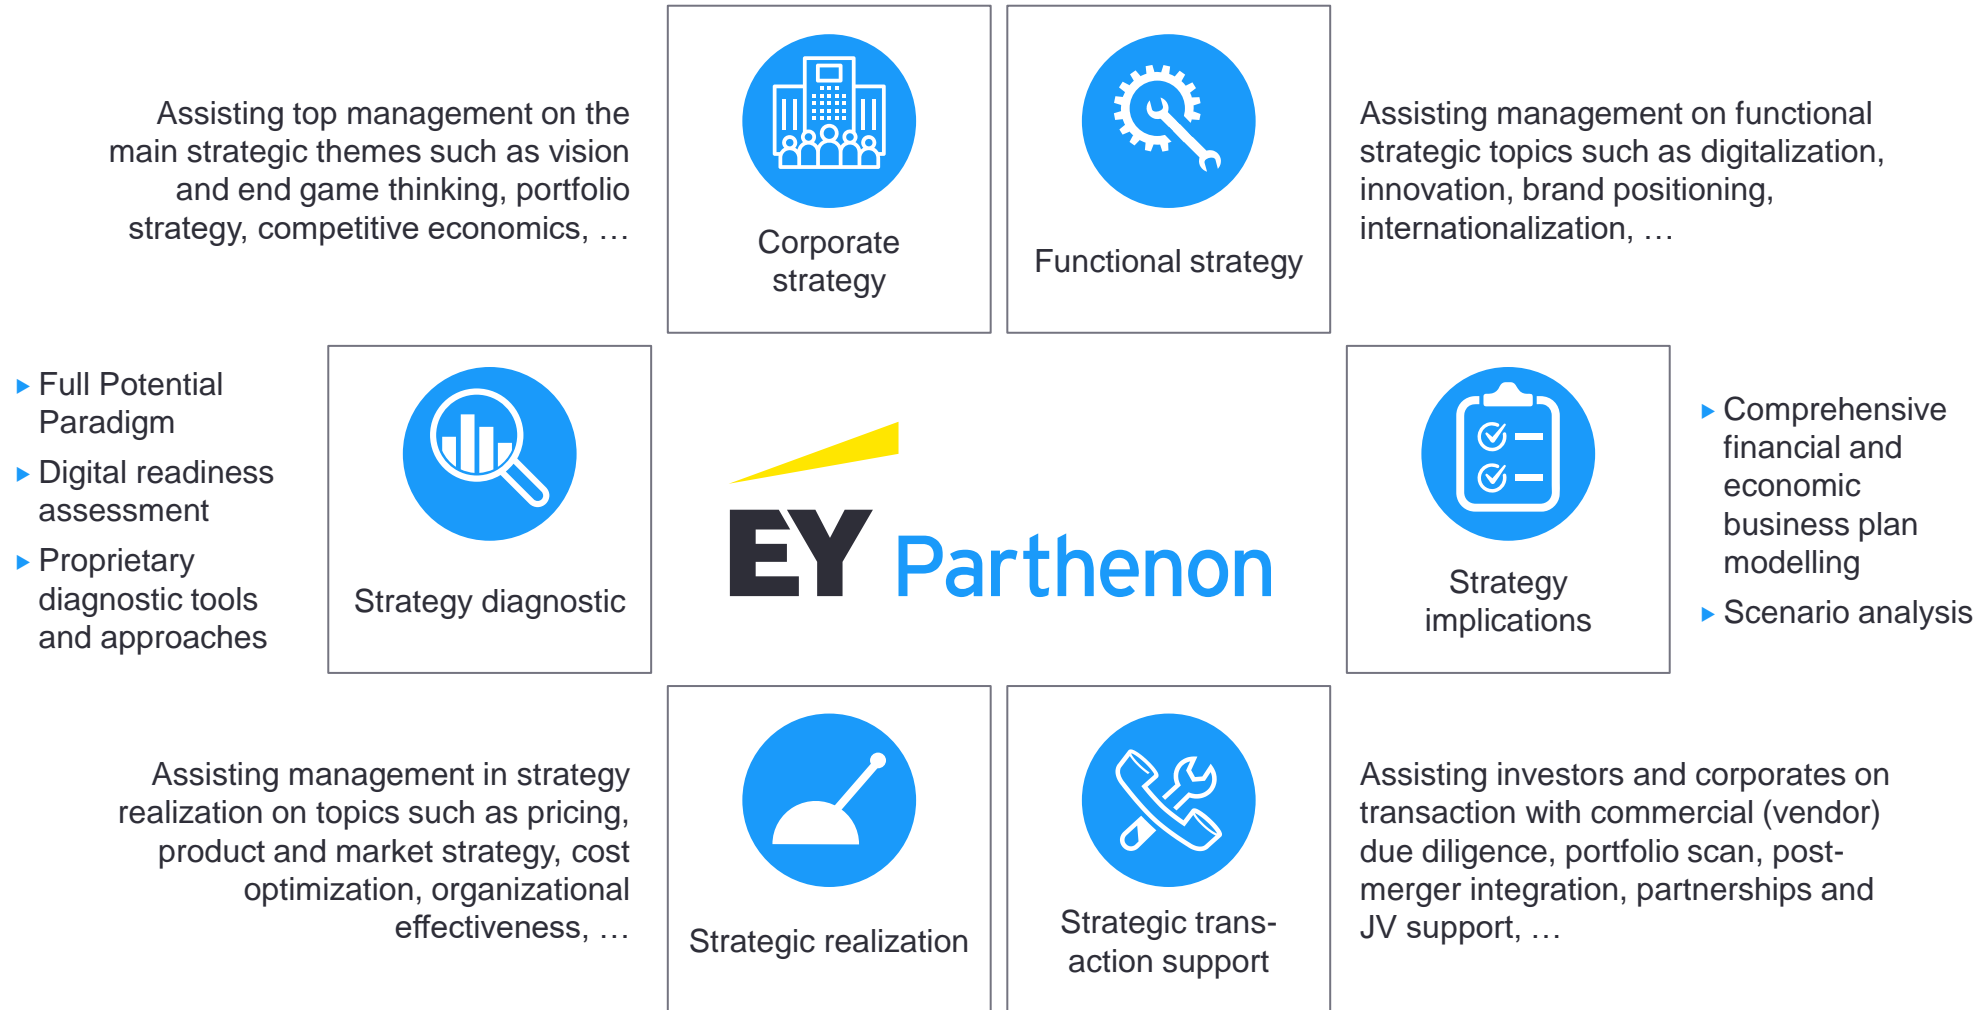 Assisting top management on the
main strategic themes such as vision
and end game thinking, portfolio
strategy, competitive economics, …
Corporate
strategy
Functional strategy
Assisting management on functional
strategic topics such as digitalization,
innovation, brand positioning,
internationalization, …
Full Potential
Paradigm
Digital readiness
assessment
Proprietary
diagnostic tools
and approaches
Strategy diagnostic
EY Parthenon
Strategy
implications
Comprehensive
financial and
economic
business plan
modelling
Scenario analysis
Assisting management in strategy
realization on topics such as pricing,
product and market strategy, cost
optimization, organizational
effectiveness, …
Strategic realization
Strategic trans-
action support
Assisting investors and corporates on
transaction with commercial (vendor)
due diligence, portfolio scan, post-
merger integration, partnerships and
JV support, …